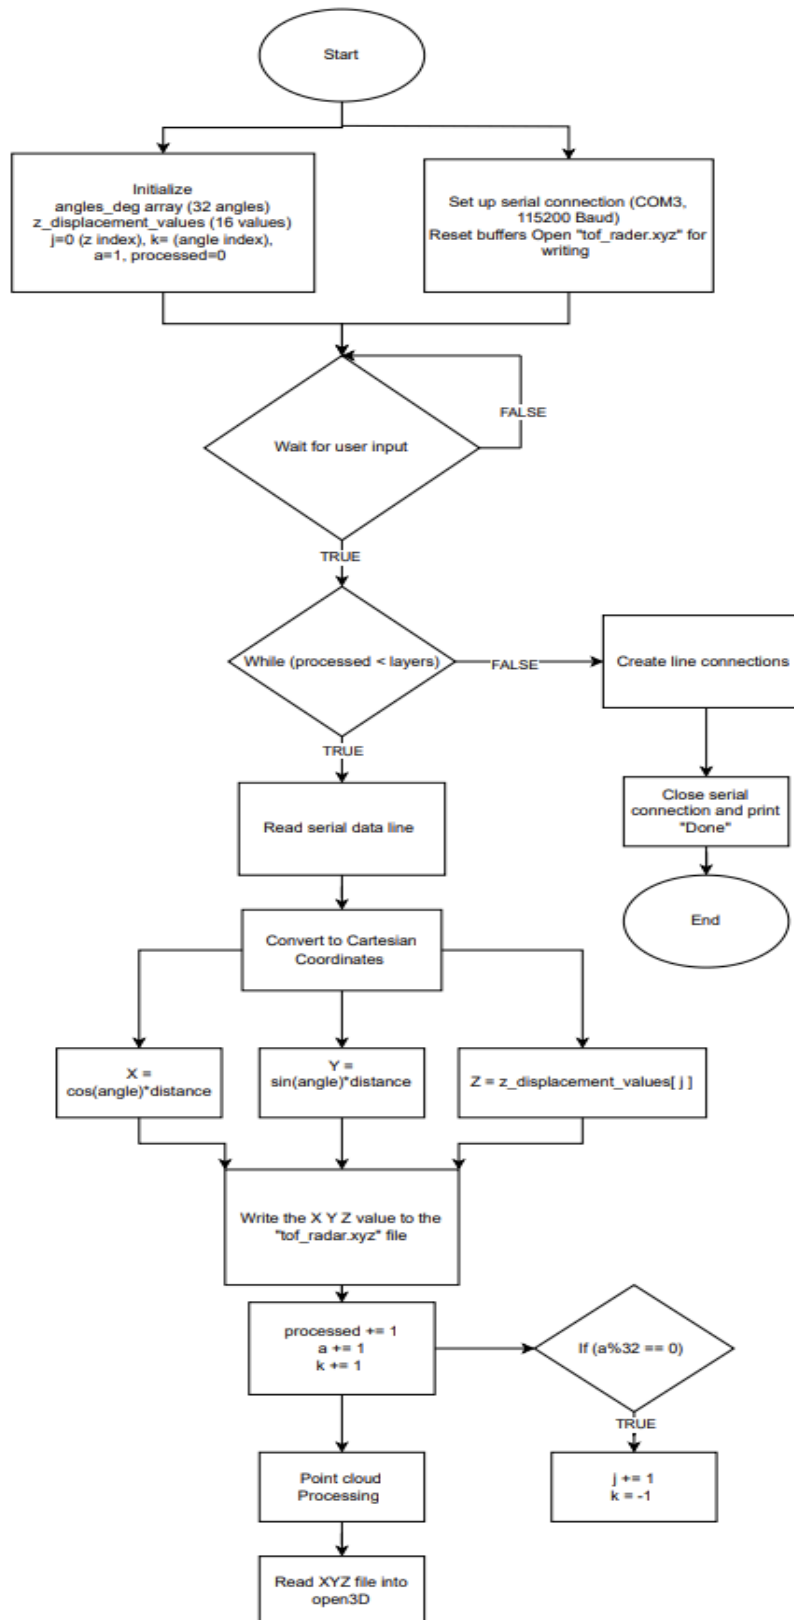 Start
Initialize
angles_deg array (32 angles)
z_displacement_values (16 values)
j=0 (z index), k= (angle index),
a=1, processed=0
Set up serial connection (COM3,
115200 Baud)
Reset buffers Open "tof_rader.xyz" for
writing
FALSE
Wait for user input
TRUE
While (processed < layers)
FALSE
Create line connections
TRUE
Read serial data line
Close serial
connection and print
"Done"
End
Convert to Cartesian
Coordinates
X =
cos(angle)*distance
Y =
sin(angle)*distance
Z = z_displacement_values[ j ]
Write the X Y Z value to the
"tof_radar.xyz" file
processed += 1
a += 1
k += 1
If (a%32 == 0)
TRUE
Point cloud
Processing
j += 1
k = -1
Read XYZ file into
open3D